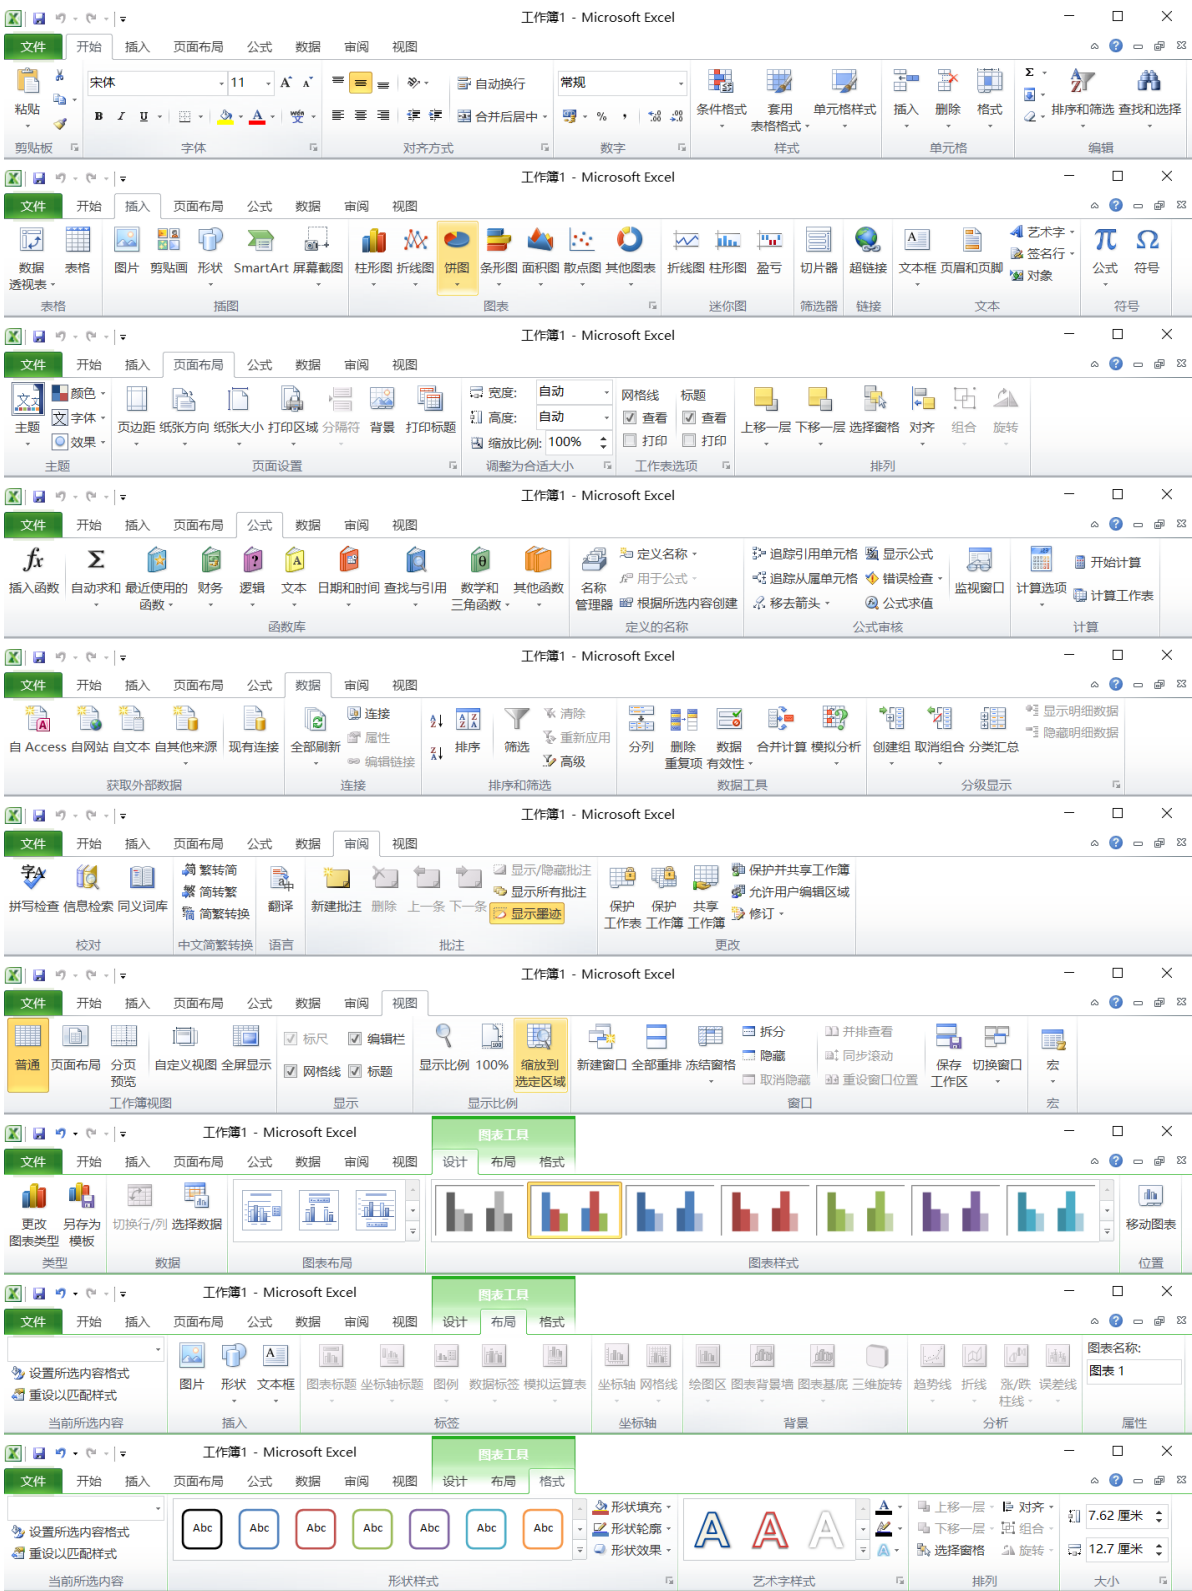 工作簿1 - Microsoft Excel
文件 开始 插入 页面布局 公式 数据 审阅 视图
宋体 11 自动换行 常规
粘贴 B I U 合并后居中 % , 条件格式 套用表格格式 单元格样式 插入 删除 格式 Σ 排序和筛选 查找和选择
剪贴板 字体 对齐方式 数字 样式 单元格 编辑
工作簿1 - Microsoft Excel
文件 开始 插入 页面布局 公式 数据 审阅 视图
艺术字
签名行
数据 表格 图片 剪贴画 形状 SmartArt 屏幕截图 柱形图 折线图 饼图 条形图 面积图 散点图 其他图表 折线图 柱形图 盈亏 切片器 超链接 文本框 页眉和页脚 对象 公式 符号
透视表
表格 插图 图表 迷你图 筛选器 链接 文本 符号
工作簿1 - Microsoft Excel
文件 开始 插入 页面布局 公式 数据 审阅 视图
颜色 宽度: 自动 网格线 标题
主题 字体 页边距 纸张方向 纸张大小 打印区域 分隔符 背景 打印标题 高度: 自动 查看 查看 上移一层 下移一层 选择窗格 对齐 组合 旋转
效果 缩放比例: 100% 打印 打印
主题 页面设置 调整为合适大小 工作表选项 排列
工作簿1 - Microsoft Excel
文件 开始 插入 页面布局 公式 数据 审阅 视图
定义名称 追踪引用单元格 显示公式 开始计算
插入函数 自动求和 最近使用的 财务 逻辑 文本 日期和时间 查找与引用 数学和 其他函数 名称 用于公式 追踪从属单元格 错误检查 监视窗口 计算选项 计算工作表
函数 三角函数 管理器 根据所选内容创建 移去箭头 公式求值
函数库 定义的名称 公式审核 计算
工作簿1 - Microsoft Excel
文件 开始 插入 页面布局 公式 数据 审阅 视图
连接 清除 显示明细数据
自 Access 自网站 自文本 自其他来源 现有连接 全部刷新 属性 排序 筛选 重新应用 分列 删除 数据 合并计算 模拟分析 创建组 取消组合 分类汇总 隐藏明细数据
编辑链接 高级 重复项 有效性
获取外部数据 连接 排序和筛选 数据工具 分级显示
工作簿1 - Microsoft Excel
文件 开始 插入 页面布局 公式 数据 审阅 视图
繁转简 显示/隐藏批注 保护并共享工作簿
拼写检查 信息检索 同义词库 简转繁 翻译 新建批注 删除 上一条 下一条 显示所有批注 保护 保护 共享 允许用户编辑区域
简繁转换 显示墨迹 工作表 工作簿 工作簿 修订
校对 中文简繁转换 语言 批注 更改
工作簿1 - Microsoft Excel
文件 开始 插入 页面布局 公式 数据 审阅 视图
标尺 编辑栏 拆分 并排查看
普通 页面布局 分页 自定义视图 全屏显示 显示比例 100% 缩放到 新建窗口 全部重排 冻结窗格 隐藏 同步滚动 保存 切换窗口 宏
预览 网格线 标题 选定区域 取消隐藏 重设窗口位置 工作区
工作簿视图 显示 显示比例 窗口 宏
工作簿1 - Microsoft Excel 图表工具
文件 开始 插入 页面布局 公式 数据 审阅 视图 设计 布局 格式
更改 另存为 切换行/列 选择数据 移动图表
图表类型 模板
类型 数据 图表布局 图表样式 位置
工作簿1 - Microsoft Excel 图表工具
文件 开始 插入 页面布局 公式 数据 审阅 视图 设计 布局 格式
图表名称:
设置所选内容格式 图表 1
重设以匹配样式 图片 形状 文本框 图表标题 坐标轴标题 图例 数据标签 模拟运算表 坐标轴 网格线 绘图区 图表背景墙 图表基底 三维旋转 趋势线 折线 涨/跌 误差线
柱线
当前所选内容 插入 标签 坐标轴 背景 分析 属性
工作簿1 - Microsoft Excel 图表工具
文件 开始 插入 页面布局 公式 数据 审阅 视图 设计 布局 格式
形状填充 A 上移一层 对齐 7.62 厘米
设置所选内容格式 Abc Abc Abc Abc Abc Abc Abc 形状轮廓 A A A 下移一层 组合
重设以匹配样式 形状效果 A 选择窗格 旋转 12.7 厘米
当前所选内容 形状样式 艺术字样式 排列 大小